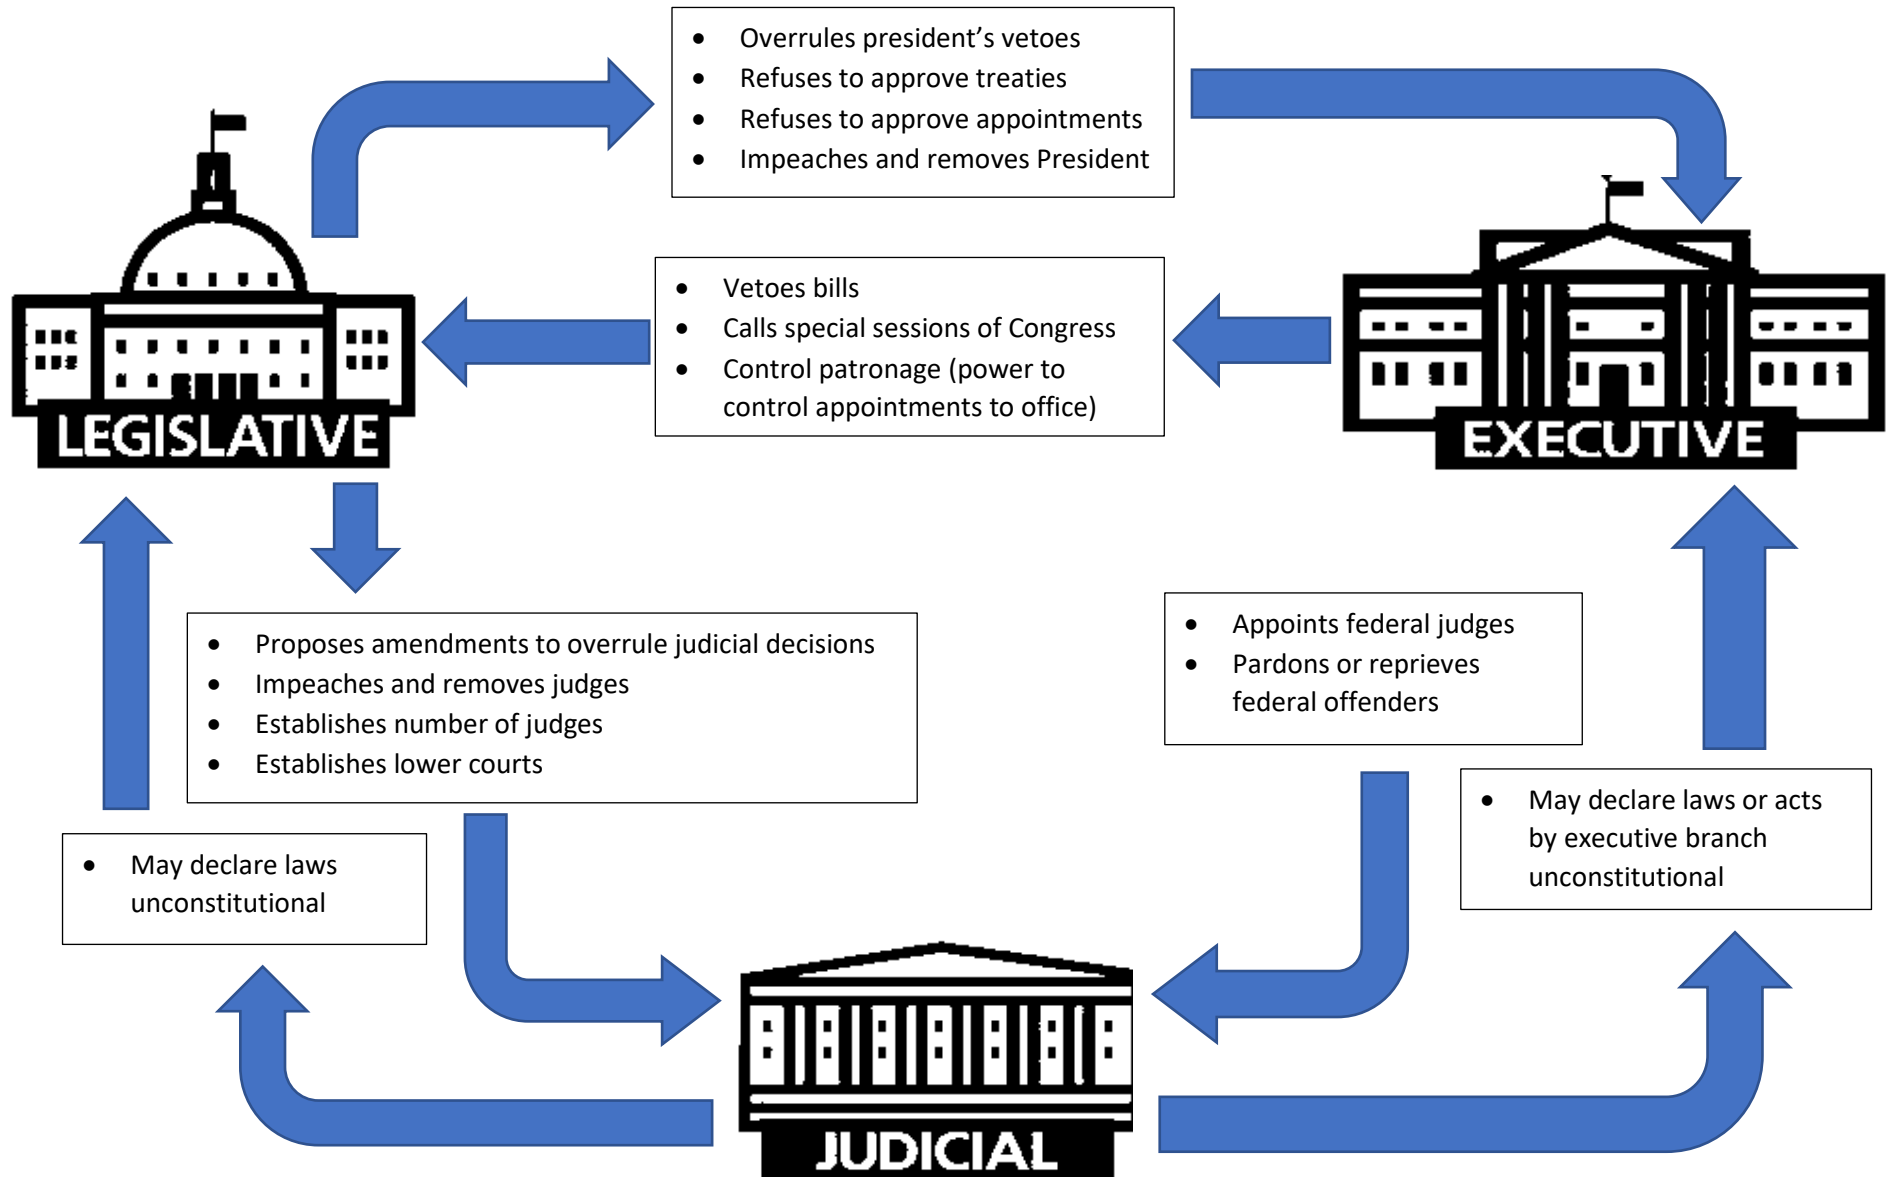 • Overrules president’s vetoes
• Refuses to approve treaties
• Refuses to approve appointments
• Impeaches and removes President
• Vetoes bills
• Calls special sessions of Congress
• Control patronage (power to
control appointments to office)
LEGISLATIVE
EXECUTIVE
• Proposes amendments to overrule judicial decisions
• Impeaches and removes judges
• Establishes number of judges
• Establishes lower courts
• Appoints federal judges
• Pardons or reprieves
federal offenders
• May declare laws
unconstitutional
• May declare laws or acts
by executive branch
unconstitutional
JUDICIAL